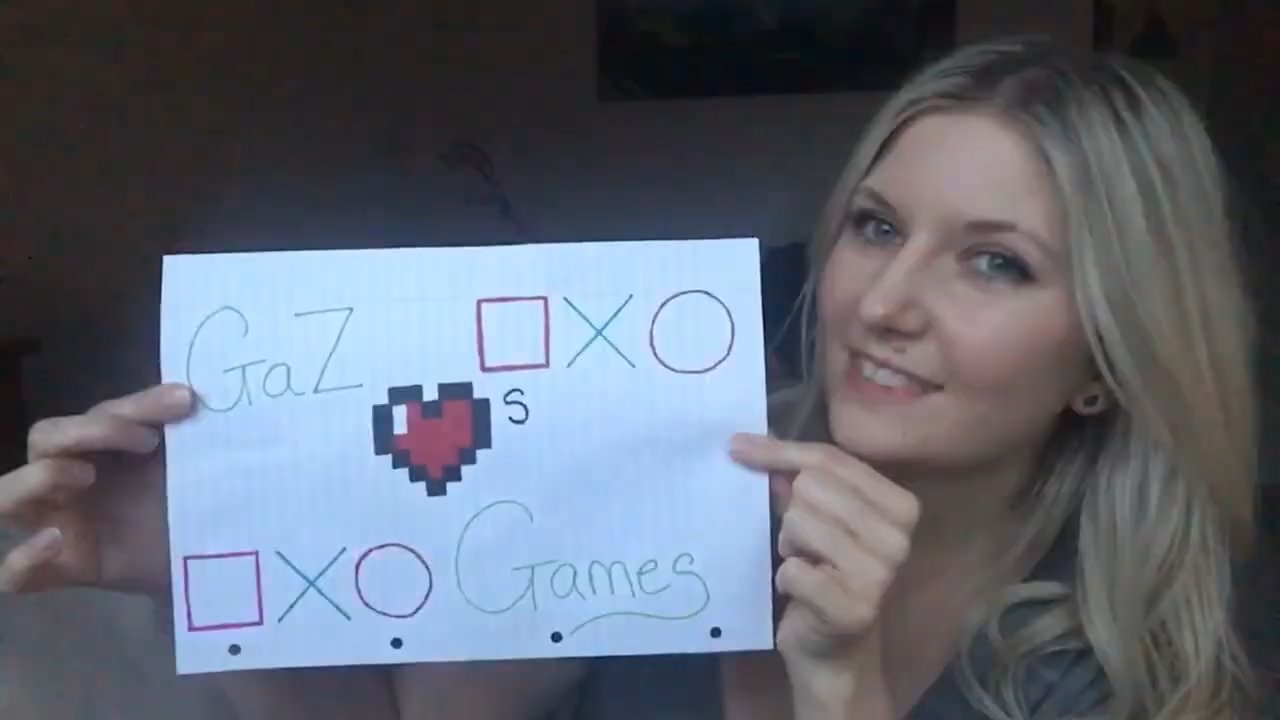 GaZ □ X O
s
□ X O Games